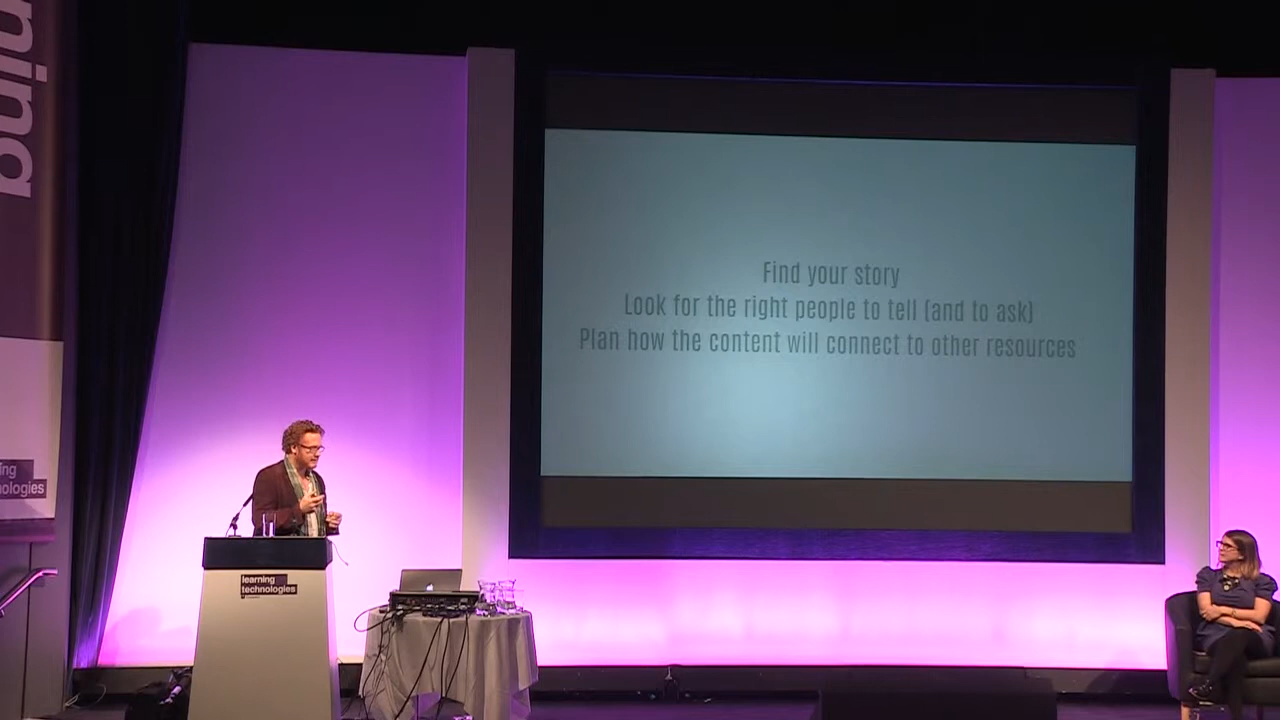 Find your story
Look for the right people to tell (and to ask)
Plan how the content will connect to other resources
learning
technologies